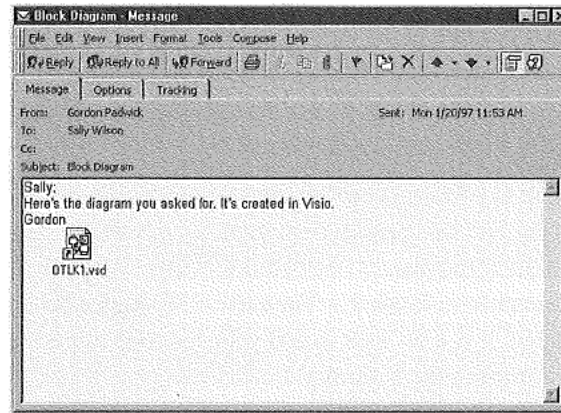 Block Diagram - Message
File Edit View Insert Format Tools Compose Help
Reply Reply to All Forward
Message Options Tracking
From: Gordon Padwick Sent: Mon 1/20/97 11:53 AM
To: Sally Wilson
Cc:
Subject: Block Diagram
Sally:
Here's the diagram you asked for. It's created in Visio.
Gordon
OTLK1.vsd